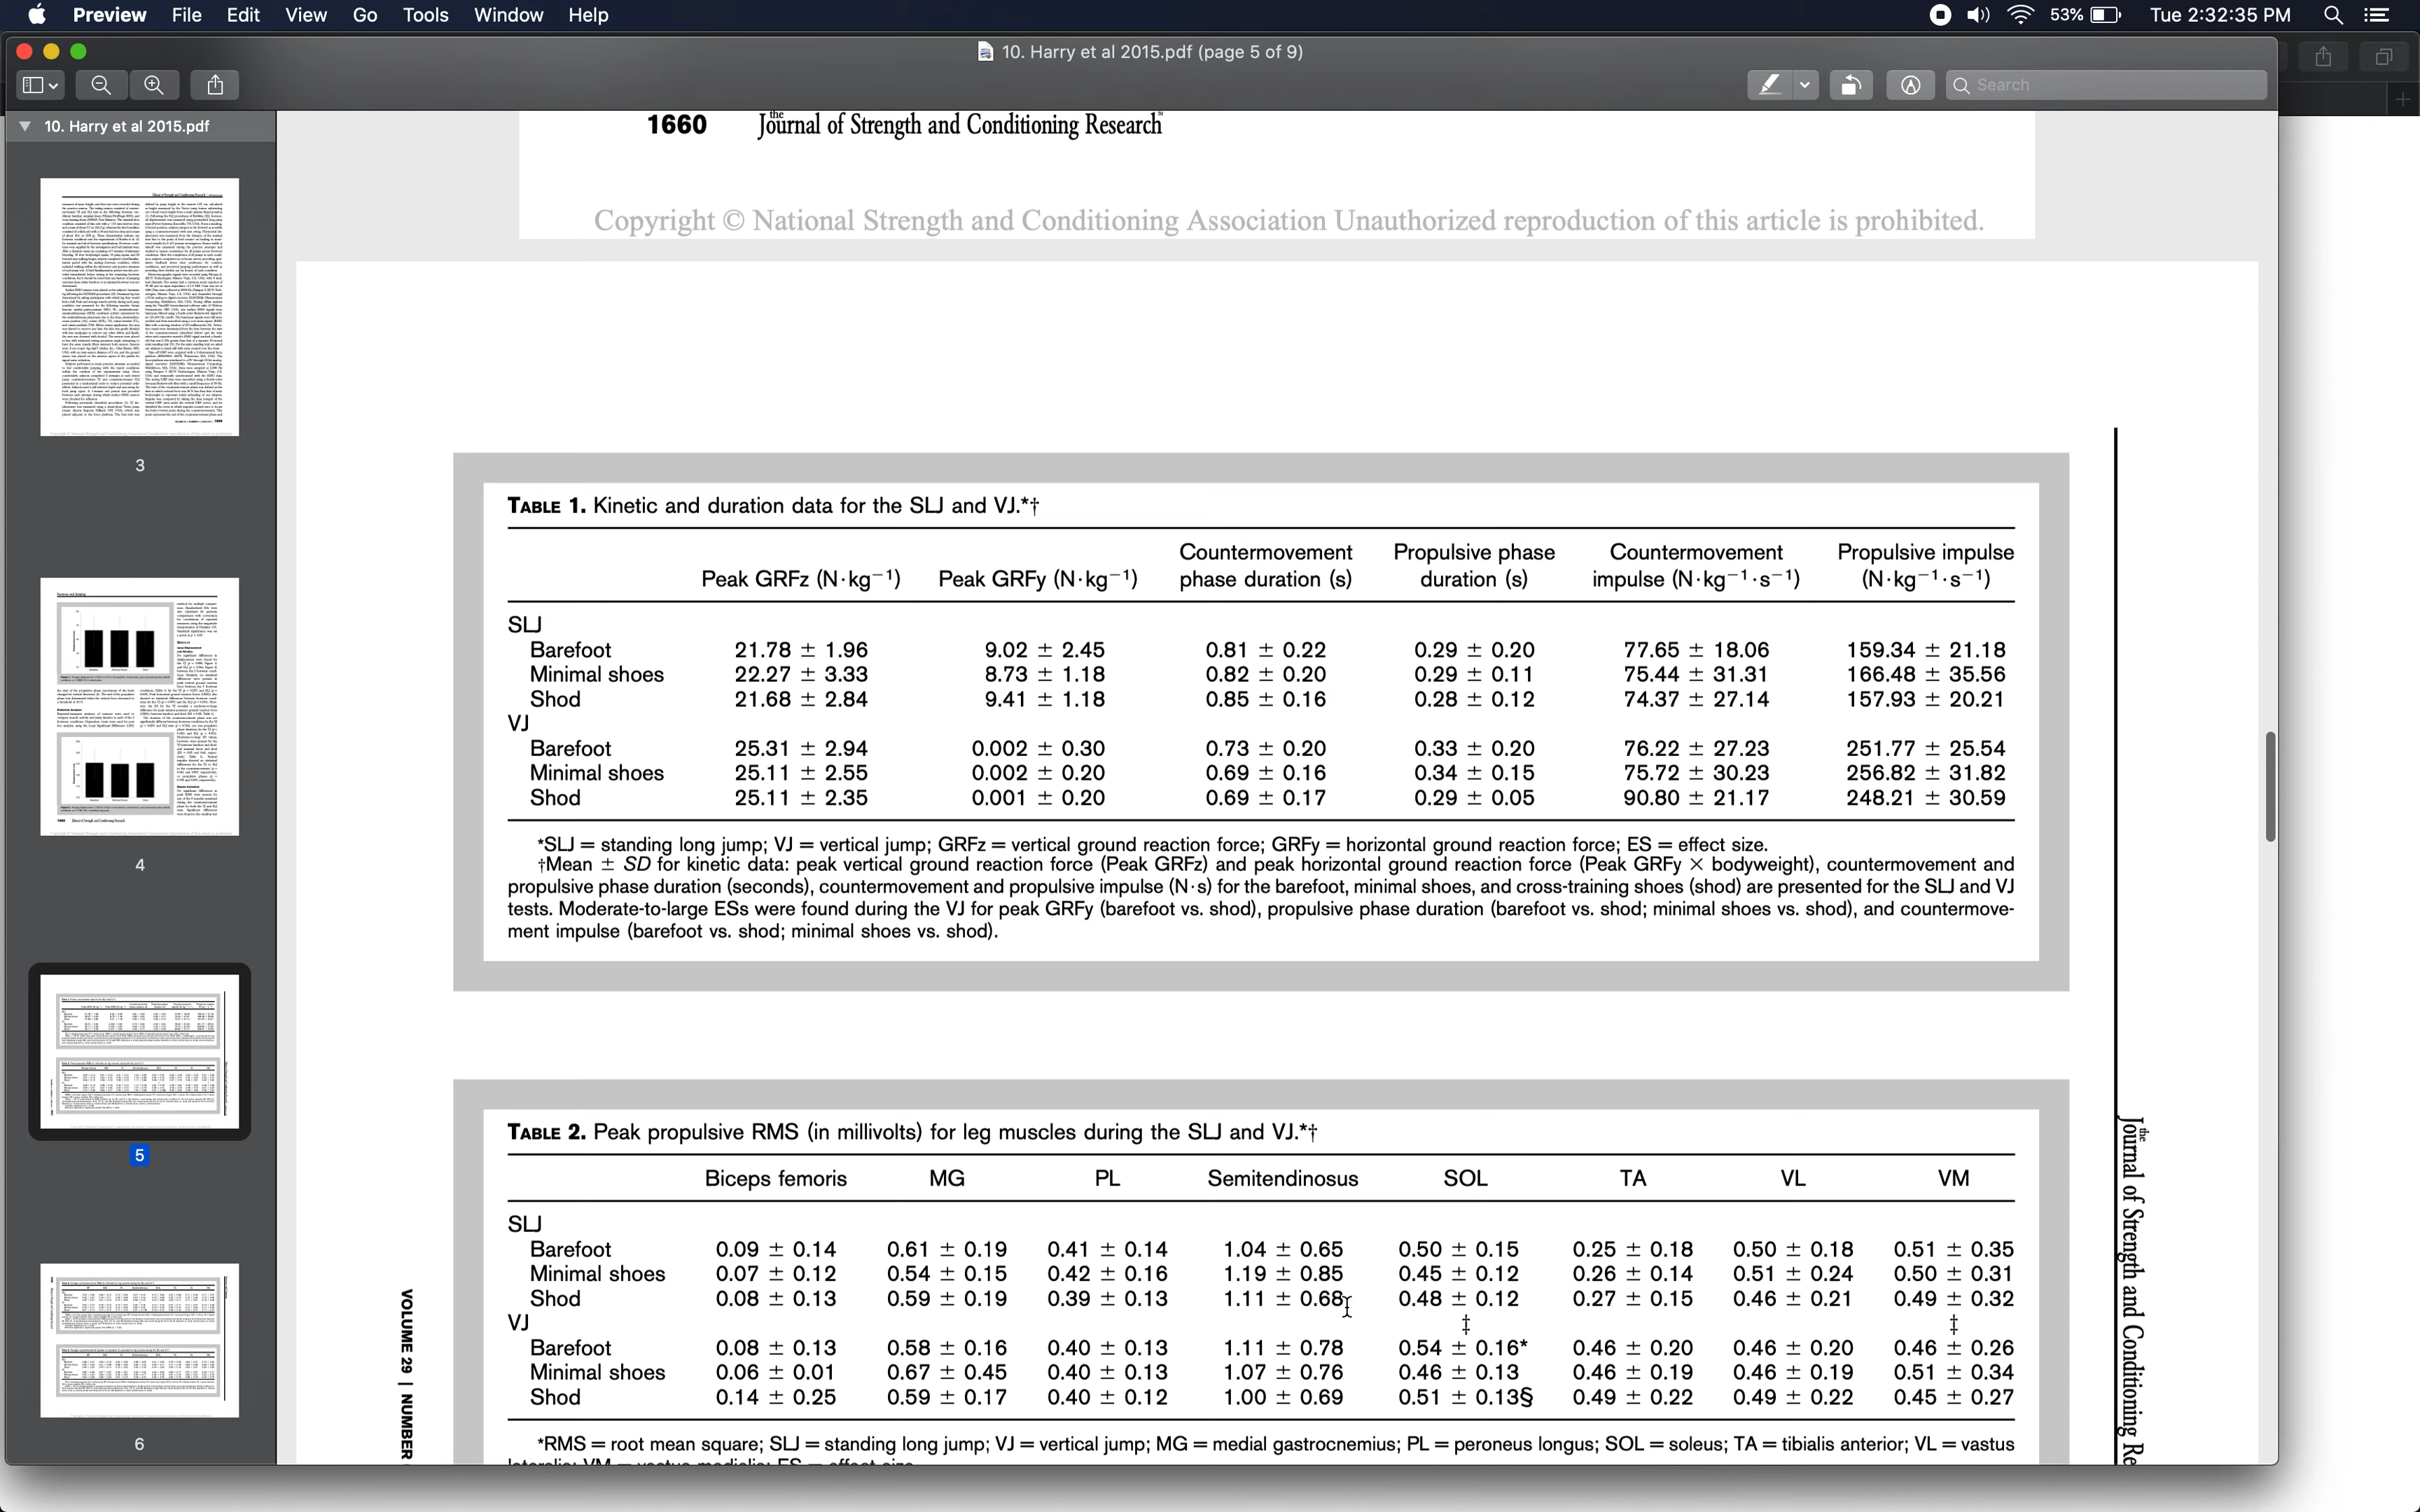 Preview File Edit View Go Tools Window Help
53% Tue 2:32:35 PM
10. Harry et al 2015.pdf (page 5 of 9)
Search
10. Harry et al 2015.pdf
3
4
5
6
1660 the Journal of Strength and Conditioning Research
Copyright © National Strength and Conditioning Association Unauthorized reproduction of this article is prohibited.
TABLE 1. Kinetic and duration data for the SLJ and VJ.*†
Countermovement Propulsive phase Countermovement Propulsive impulse
Peak GRFz (N·kg−1) Peak GRFy (N·kg−1) phase duration (s) duration (s) impulse (N·kg−1·s−1) (N·kg−1·s−1)
SLJ
Barefoot 21.78 ± 1.96 9.02 ± 2.45 0.81 ± 0.22 0.29 ± 0.20 77.65 ± 18.06 159.34 ± 21.18
Minimal shoes 22.27 ± 3.33 8.73 ± 1.18 0.82 ± 0.20 0.29 ± 0.11 75.44 ± 31.31 166.48 ± 35.56
Shod 21.68 ± 2.84 9.41 ± 1.18 0.85 ± 0.16 0.28 ± 0.12 74.37 ± 27.14 157.93 ± 20.21
VJ
Barefoot 25.31 ± 2.94 0.002 ± 0.30 0.73 ± 0.20 0.33 ± 0.20 76.22 ± 27.23 251.77 ± 25.54
Minimal shoes 25.11 ± 2.55 0.002 ± 0.20 0.69 ± 0.16 0.34 ± 0.15 75.72 ± 30.23 256.82 ± 31.82
Shod 25.11 ± 2.35 0.001 ± 0.20 0.69 ± 0.17 0.29 ± 0.05 90.80 ± 21.17 248.21 ± 30.59
*SLJ = standing long jump; VJ = vertical jump; GRFz = vertical ground reaction force; GRFy = horizontal ground reaction force; ES = effect size.
†Mean ± SD for kinetic data: peak vertical ground reaction force (Peak GRFz) and peak horizontal ground reaction force (Peak GRFy × bodyweight), countermovement and
propulsive phase duration (seconds), countermovement and propulsive impulse (N·s) for the barefoot, minimal shoes, and cross-training shoes (shod) are presented for the SLJ and VJ
tests. Moderate-to-large ESs were found during the VJ for peak GRFy (barefoot vs. shod), propulsive phase duration (barefoot vs. shod; minimal shoes vs. shod), and countermove-
ment impulse (barefoot vs. shod; minimal shoes vs. shod).
TABLE 2. Peak propulsive RMS (in millivolts) for leg muscles during the SLJ and VJ.*†
Biceps femoris MG PL Semitendinosus SOL TA VL VM
SLJ
Barefoot 0.09 ± 0.14 0.61 ± 0.19 0.41 ± 0.14 1.04 ± 0.65 0.50 ± 0.15 0.25 ± 0.18 0.50 ± 0.18 0.51 ± 0.35
Minimal shoes 0.07 ± 0.12 0.54 ± 0.15 0.42 ± 0.16 1.19 ± 0.85 0.45 ± 0.12 0.26 ± 0.14 0.51 ± 0.24 0.50 ± 0.31
Shod 0.08 ± 0.13 0.59 ± 0.19 0.39 ± 0.13 1.11 ± 0.68 0.48 ± 0.12 0.27 ± 0.15 0.46 ± 0.21 0.49 ± 0.32
VJ ‡ ‡
Barefoot 0.08 ± 0.13 0.58 ± 0.16 0.40 ± 0.13 1.11 ± 0.78 0.54 ± 0.16* 0.46 ± 0.20 0.46 ± 0.20 0.46 ± 0.26
Minimal shoes 0.06 ± 0.01 0.67 ± 0.45 0.40 ± 0.13 1.07 ± 0.76 0.46 ± 0.13 0.46 ± 0.19 0.46 ± 0.19 0.51 ± 0.34
Shod 0.14 ± 0.25 0.59 ± 0.17 0.40 ± 0.12 1.00 ± 0.69 0.51 ± 0.13§ 0.49 ± 0.22 0.49 ± 0.22 0.45 ± 0.27
*RMS = root mean square; SLJ = standing long jump; VJ = vertical jump; MG = medial gastrocnemius; PL = peroneus longus; SOL = soleus; TA = tibialis anterior; VL = vastus
VOLUME 29 | NUMBER
the Journal of Strength and Conditioning Re